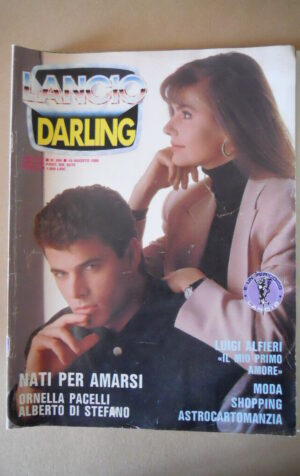 LANCIO
DARLING
NATI PER AMARSI
ORNELLA PACELLI
ALBERTO DI STEFANO
LUIGI ALFIERI
«IL MIO PRIMO
AMORE»
MODA
SHOPPING
ASTROCARTOMANZIA